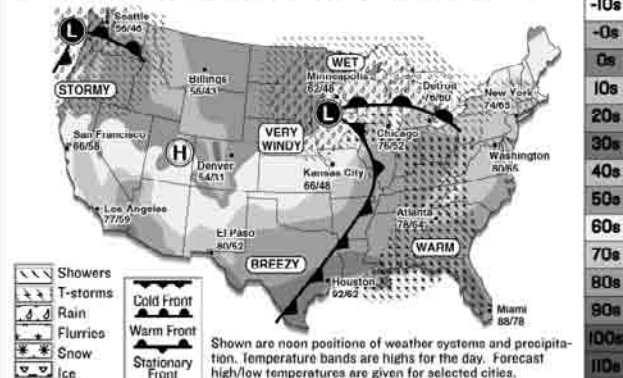 Seattle
56/46
STORMY
Billings
56/43
WET
Minneapolis
62/48
Detroit
76/60
New York
74/65
San Francisco
66/58
VERY
WINDY
Chicago
76/52
Denver
54/31
Kansas City
66/48
Washington
80/65
Los Angeles
77/59
Atlanta
78/64
El Paso
80/52
BREEZY
WARM
Houston
92/62
Miami
88/78
L
H
L
Showers
T-storms
Rain
Flurries
Snow
Ice
Cold Front
Warm Front
Stationary
Front
Shown are noon positions of weather systems and precipita-
tion. Temperature bands are highs for the day. Forecast
high/low temperatures are given for selected cities.
-10s
-0s
0s
10s
20s
30s
40s
50s
60s
70s
80s
90s
100s
110s